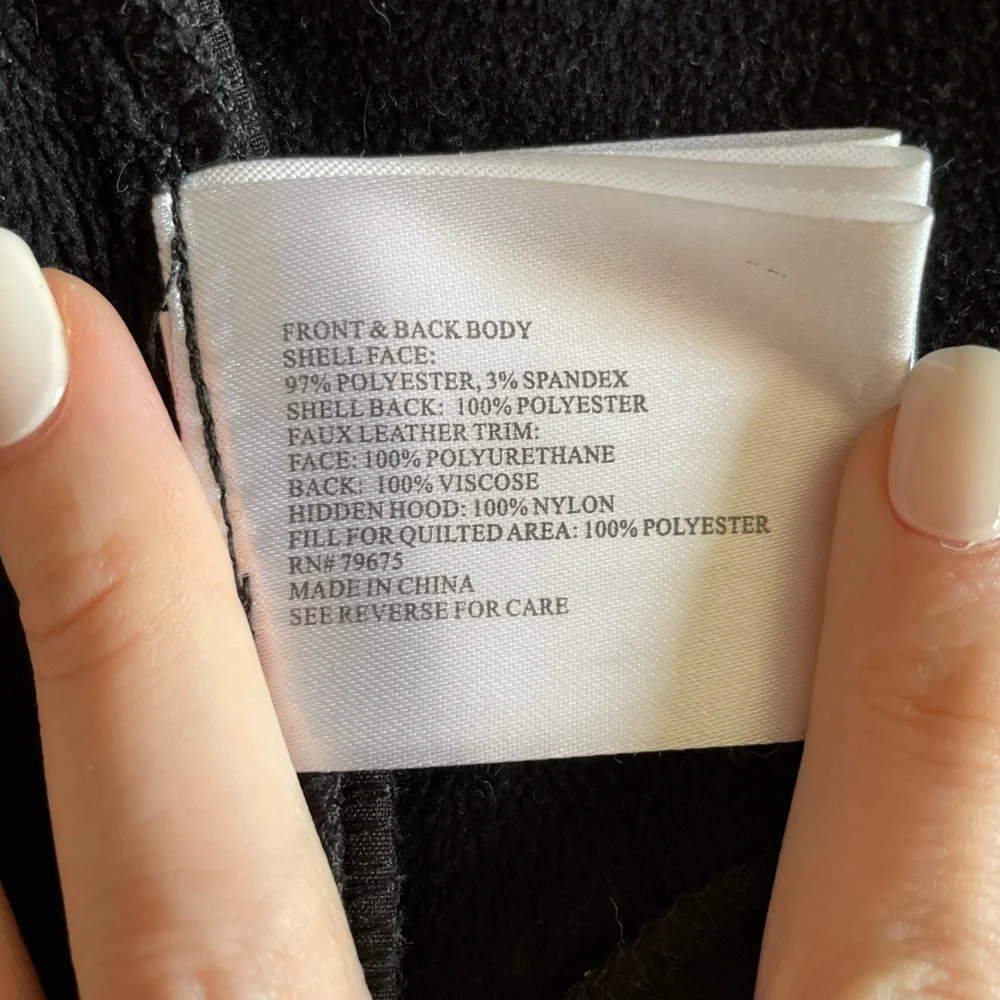 FRONT & BACK BODY
SHELL FACE:
97% POLYESTER, 3% SPANDEX
SHELL BACK: 100% POLYESTER
FAUX LEATHER TRIM:
FACE: 100% POLYURETHANE
BACK: 100% VISCOSE
HIDDEN HOOD: 100% NYLON
FILL FOR QUILTED AREA: 100% POLYESTER
RN# 79675
MADE IN CHINA
SEE REVERSE FOR CARE